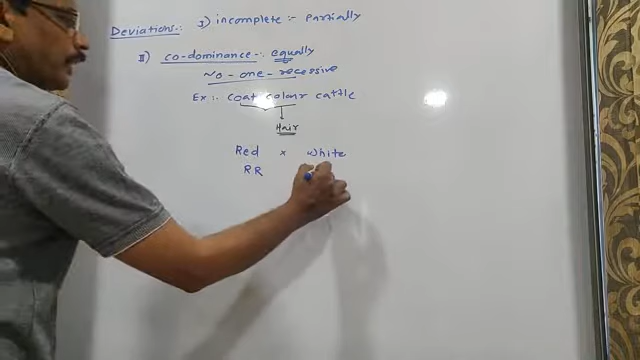 Deviations:- I) incomplete :- Partially
II) co-dominance -. equally
No - one - recessive
Ex :- Coat colour cattle
Hair
Red × White
RR